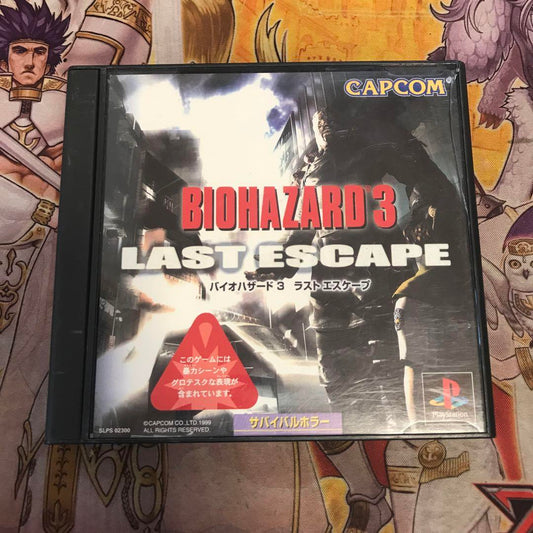 CAPCOM
BIOHAZARD 3
LAST ESCAPE
バイオハザード3 ラスト エスケープ
このゲームには
暴力シーンや
グロテスクな表現が
含まれています。
©CAPCOM CO.,LTD.1999
ALL RIGHTS RESERVED.
SLPS 02300
サバイバルホラー
PlayStation